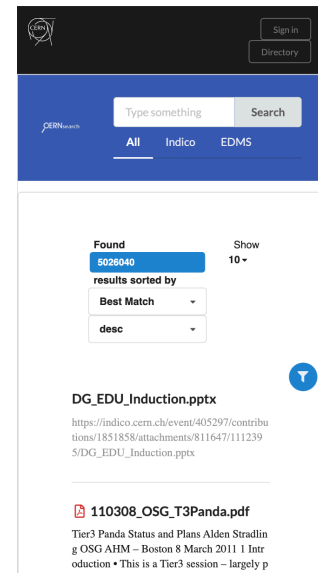 CERN
Sign in
Directory
CERNsearch
Type something
Search
All Indico EDMS
Found
5026040
results sorted by
Show
10
Best Match
desc
DG_EDU_Induction.pptx
https://indico.cern.ch/event/405297/contribu
tions/1851858/attachments/811647/111239
5/DG_EDU_Induction.pptx
110308_OSG_T3Panda.pdf
Tier3 Panda Status and Plans Alden Stradlin
g OSG AHM – Boston 8 March 2011 1 Intr
oduction • This is a Tier3 session – largely p